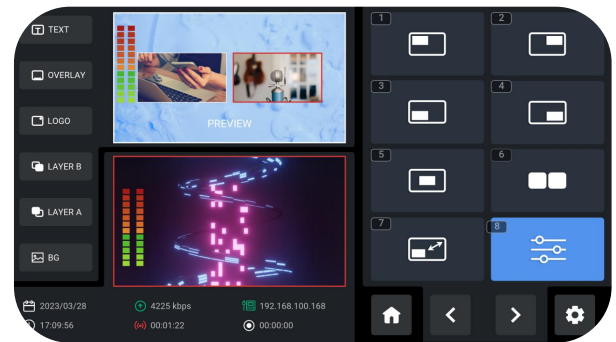 TEXT
OVERLAY
LOGO
LAYER B
LAYER A
BG
PREVIEW
1
2
3
4
5
6
7
8
2023/03/28
4225 kbps
192.168.100.168
17:09:56
00:01:22
00:00:00